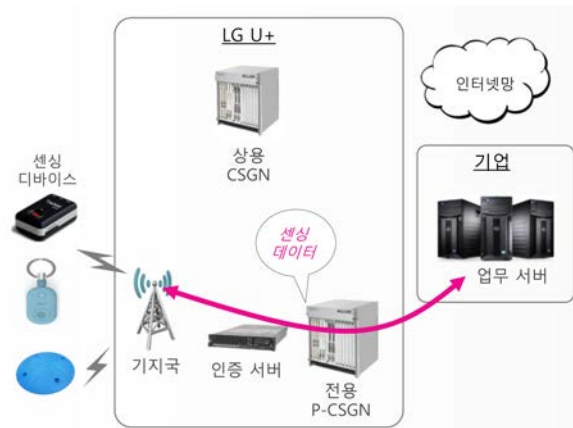 LG U+
상용
CSGN
인터넷망
센싱
디바이스
기업
업무 서버
센싱
데이터
기지국
인증 서버
전용
P-CSGN